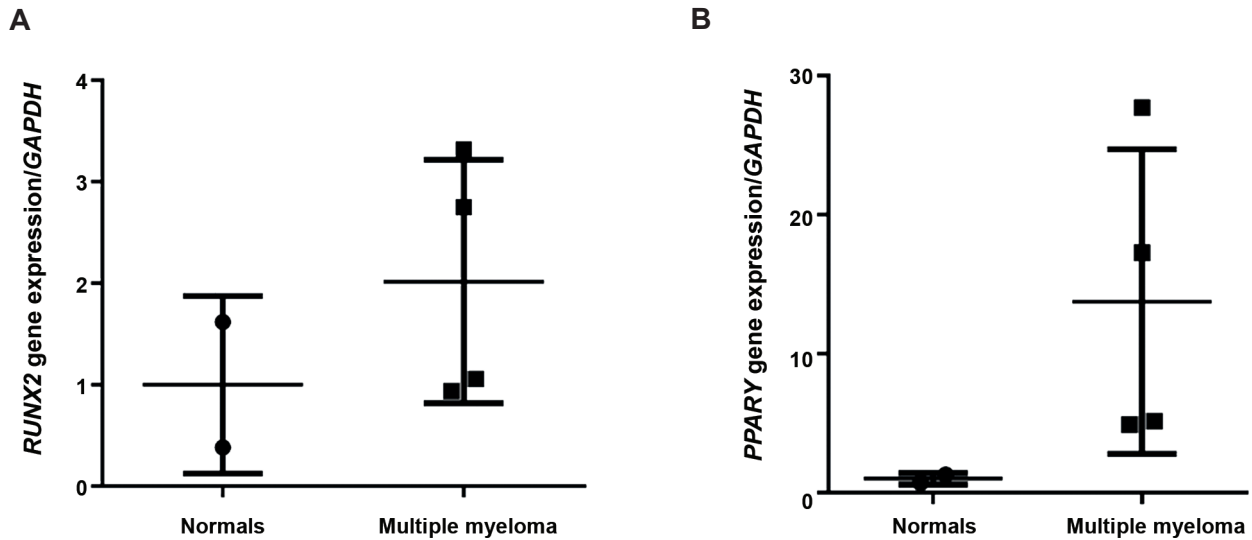 A
RUNX2 gene expression/GAPDH
4
3
2
1
0
Normals
Multiple myeloma
B
PPARY gene expression/GAPDH
30
20
10
0
Normals
Multiple myeloma